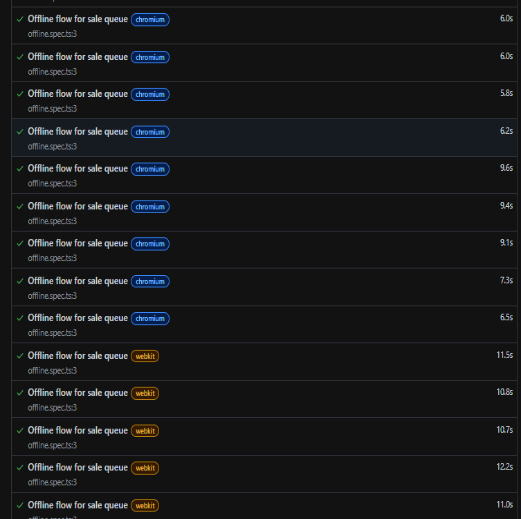 Offline flow for sale queue chromium 6.0s
offline.spec.ts:3
Offline flow for sale queue chromium 6.0s
offline.spec.ts:3
Offline flow for sale queue chromium 5.8s
offline.spec.ts:3
Offline flow for sale queue chromium 6.2s
offline.spec.ts:3
Offline flow for sale queue chromium 9.6s
offline.spec.ts:3
Offline flow for sale queue chromium 9.4s
offline.spec.ts:3
Offline flow for sale queue chromium 9.1s
offline.spec.ts:3
Offline flow for sale queue chromium 7.3s
offline.spec.ts:3
Offline flow for sale queue chromium 6.5s
offline.spec.ts:3
Offline flow for sale queue webkit 11.5s
offline.spec.ts:3
Offline flow for sale queue webkit 10.8s
offline.spec.ts:3
Offline flow for sale queue webkit 10.7s
offline.spec.ts:3
Offline flow for sale queue webkit 12.2s
offline.spec.ts:3
Offline flow for sale queue webkit 11.0s
offline.spec.ts:3